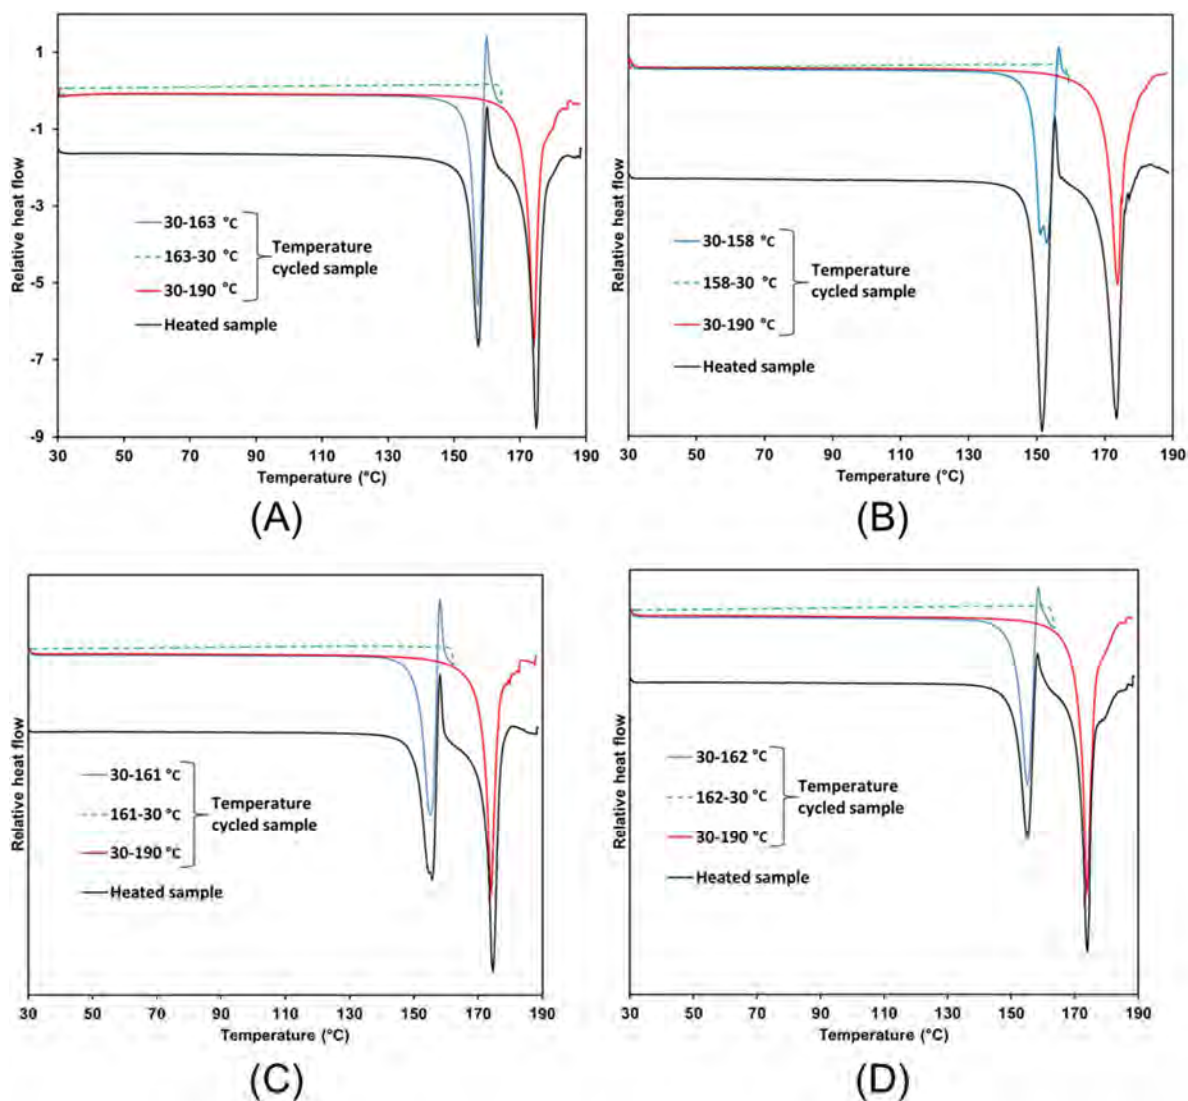 1
-1
-3
-5
-7
-9
Relative heat flow
30-163 °C
163-30 °C
30-190 °C
Temperature
cycled sample
Heated sample
30 50 70 90 110 130 150 170 190
Temperature (°C)
(A)
Relative heat flow
30-158 °C
158-30 °C
30-190 °C
Temperature
cycled sample
Heated sample
30 50 70 90 110 130 150 170 190
Temperature (°C)
(B)
Relative heat flow
30-161 °C
161-30 °C
30-190 °C
Temperature
cycled sample
Heated sample
30 50 70 90 110 130 150 170 190
Temperature (°C)
(C)
Relative heat flow
30-162 °C
162-30 °C
30-190 °C
Temperature
cycled sample
Heated sample
30 50 70 90 110 130 150 170 190
Temperature (°C)
(D)